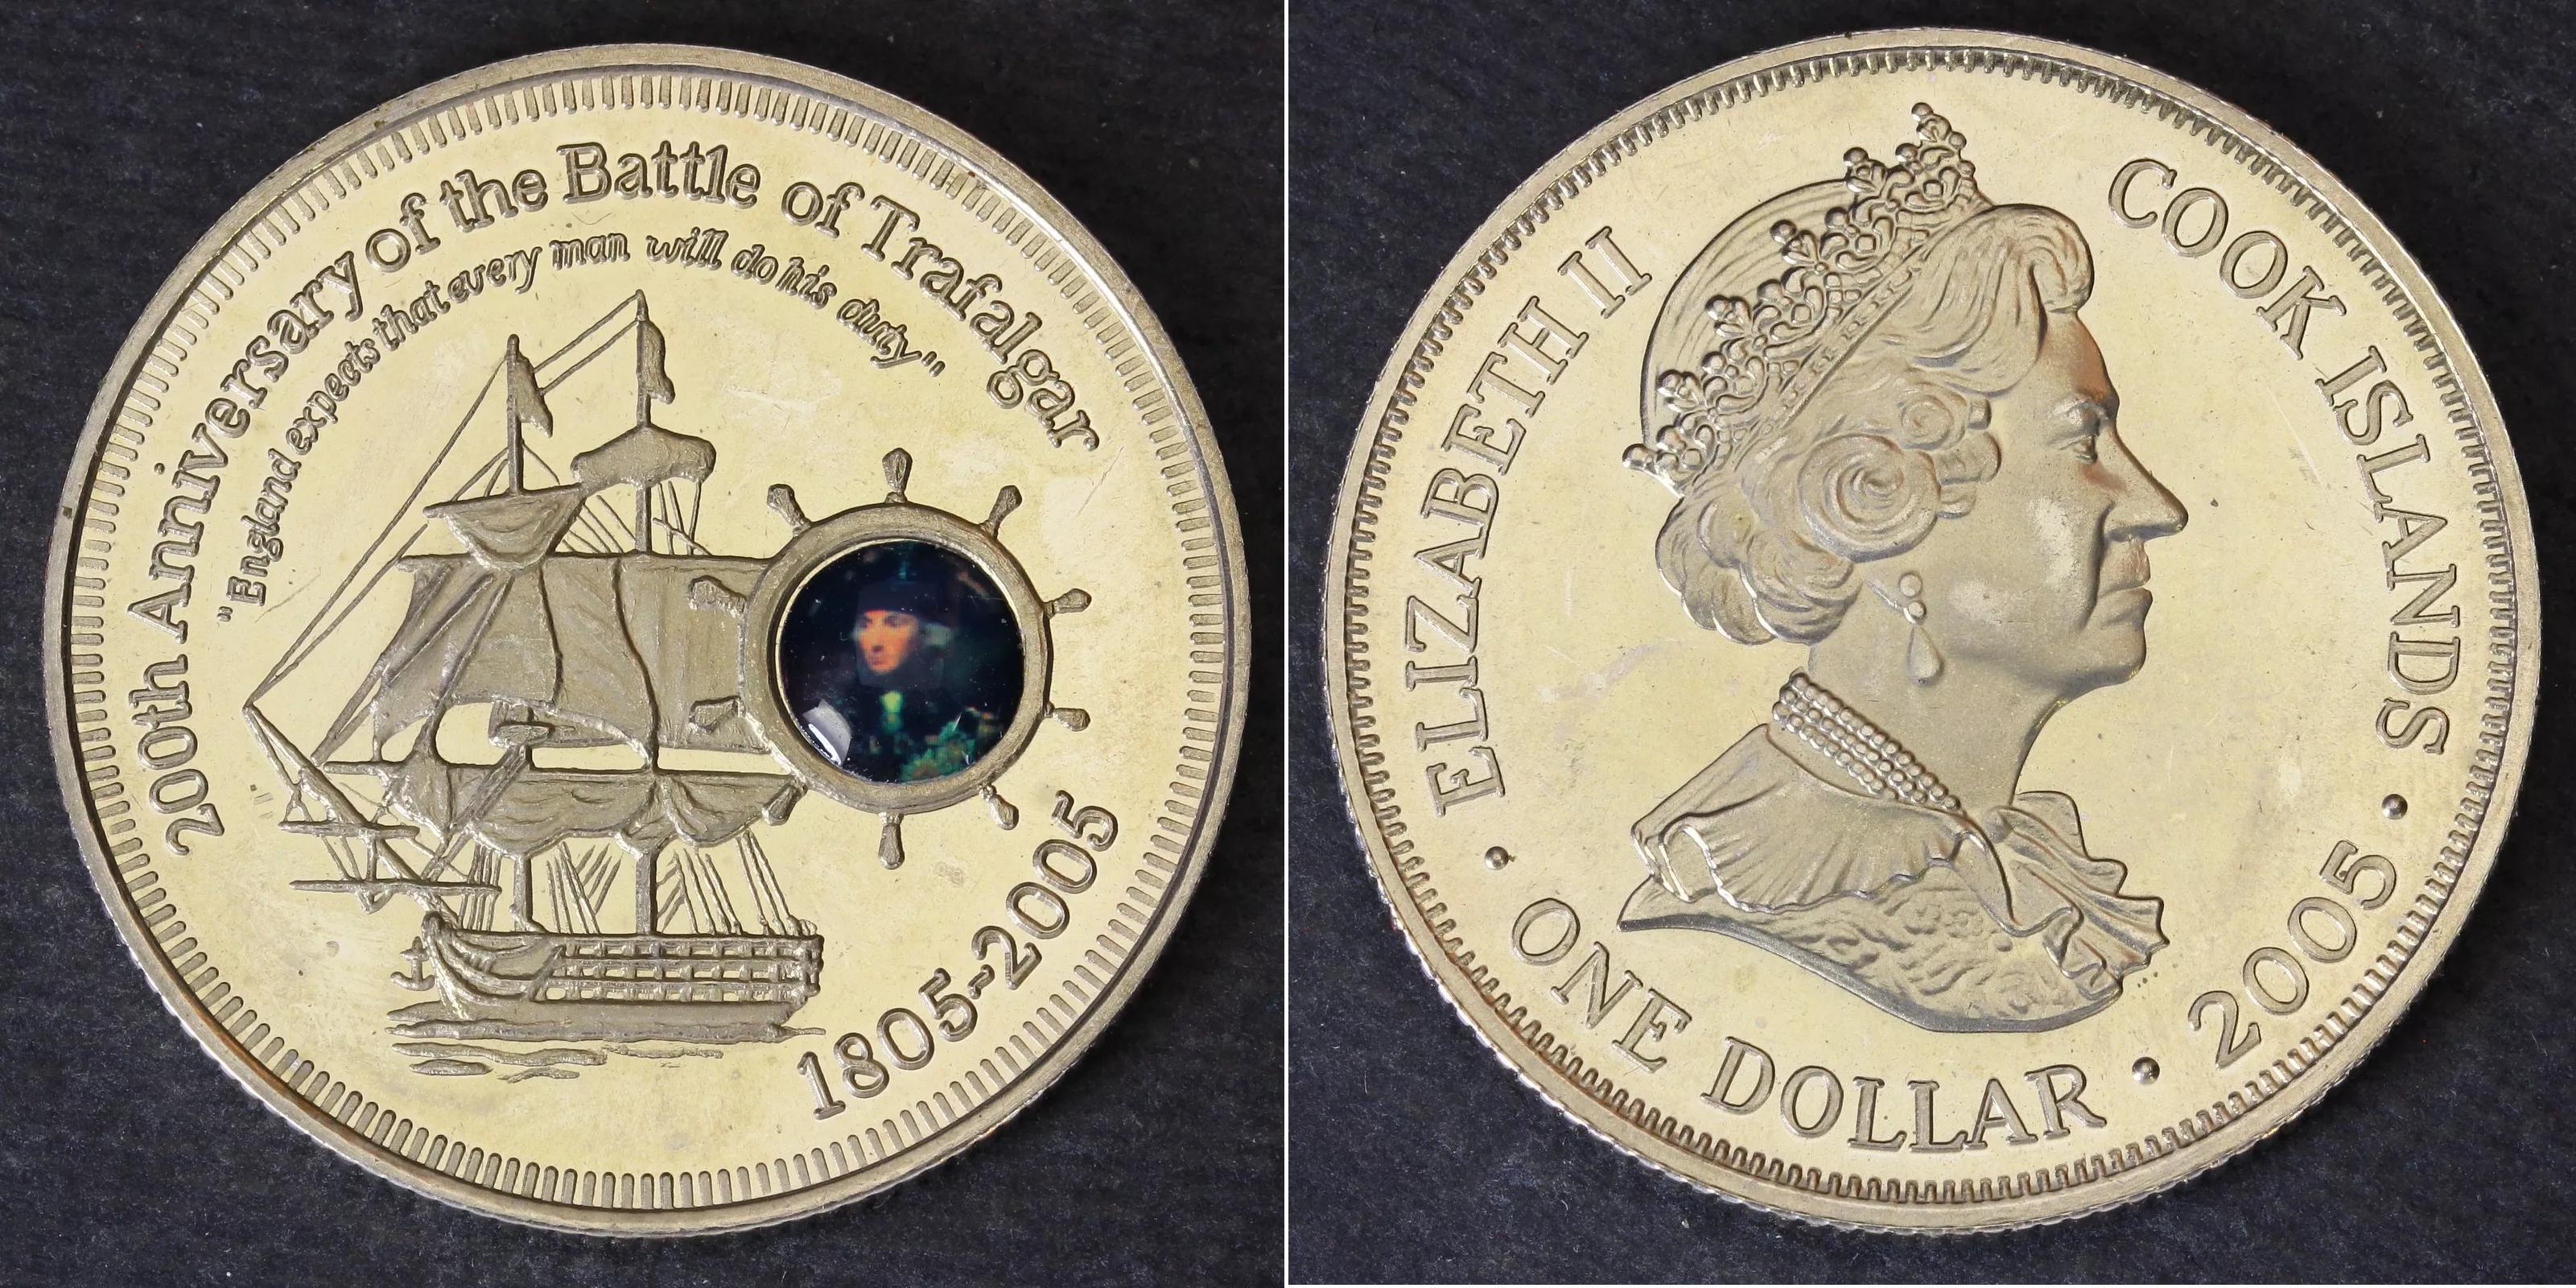 200th Anniversary of the Battle of Trafalgar
"England expects that every man will do his duty"
1805~2005
ELIZABETH II
COOK ISLANDS
• ONE DOLLAR • 2005 •